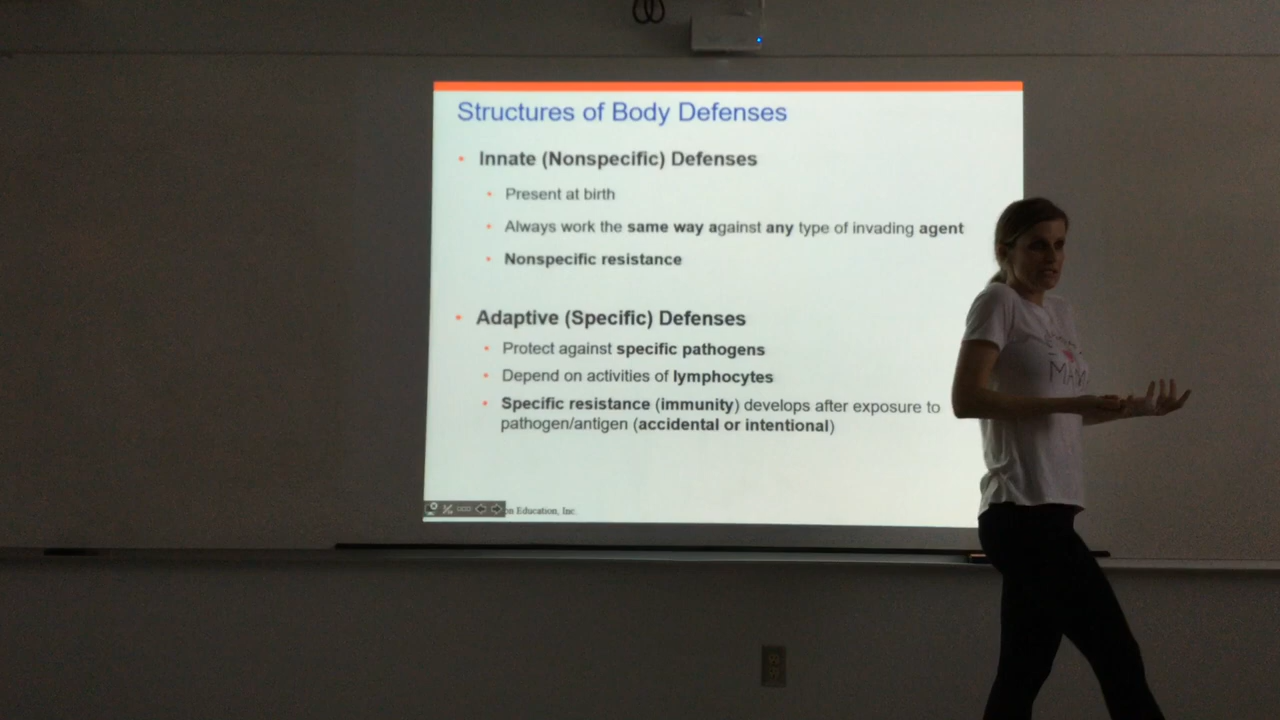 Structures of Body Defenses
• Innate (Nonspecific) Defenses
• Present at birth
• Always work the same way against any type of invading agent
• Nonspecific resistance
• Adaptive (Specific) Defenses
• Protect against specific pathogens
• Depend on activities of lymphocytes
• Specific resistance (immunity) develops after exposure to
pathogen/antigen (accidental or intentional)
Education, Inc.